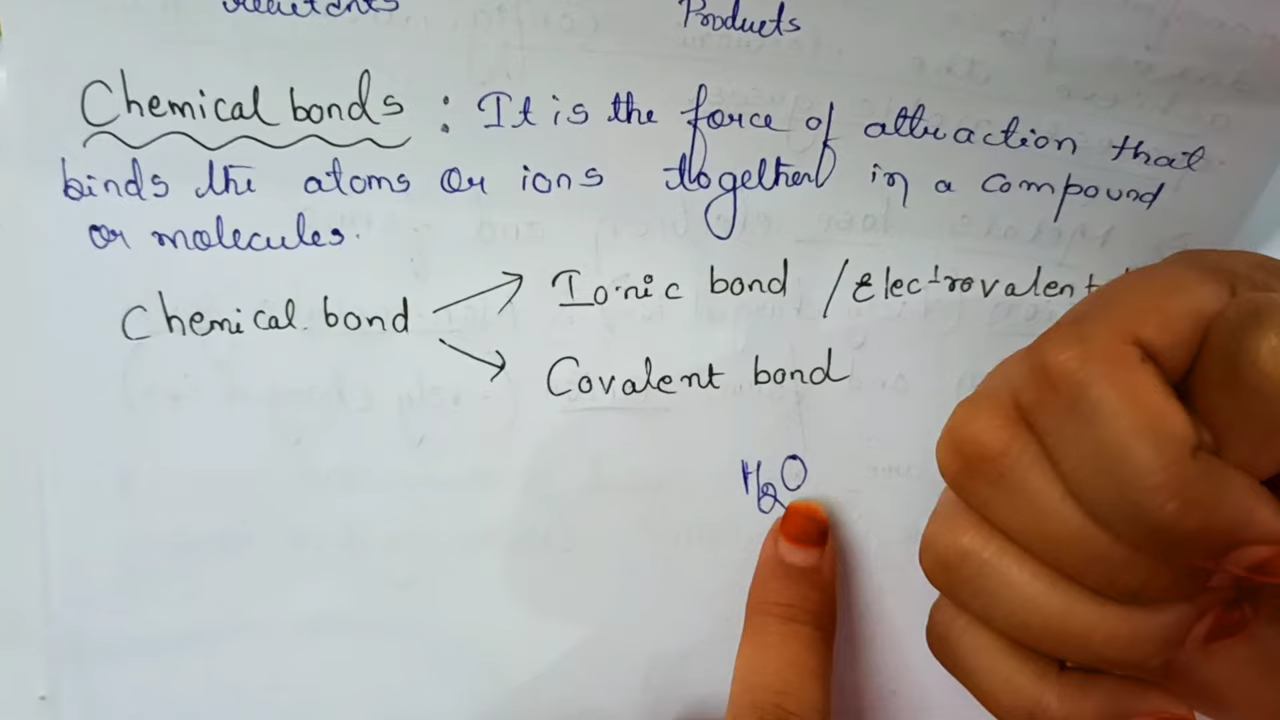 Reactants Products
Chemical bonds : It is the force of attraction that
binds the atoms or ions together in a compound
or molecules.
Chemical bond
Ionic bond / Electrovalent
Covalent bond
H₂O